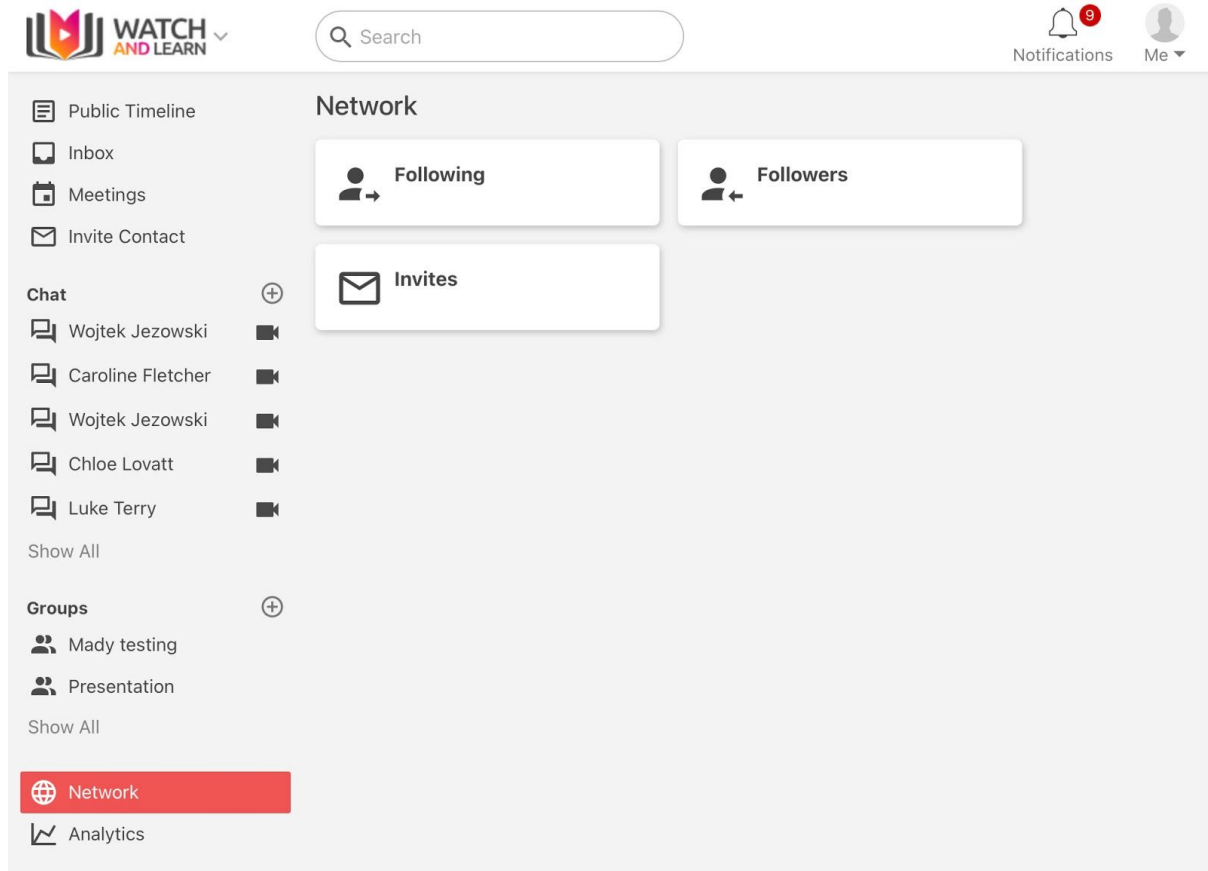 WATCH
AND LEARN
Search
9
Notifications
Me
Public Timeline
Inbox
Meetings
Invite Contact
Chat
Wojtek Jezowski
Caroline Fletcher
Wojtek Jezowski
Chloe Lovatt
Luke Terry
Show All
Groups
Mady testing
Presentation
Show All
Network
Analytics
Network
Following
Followers
Invites